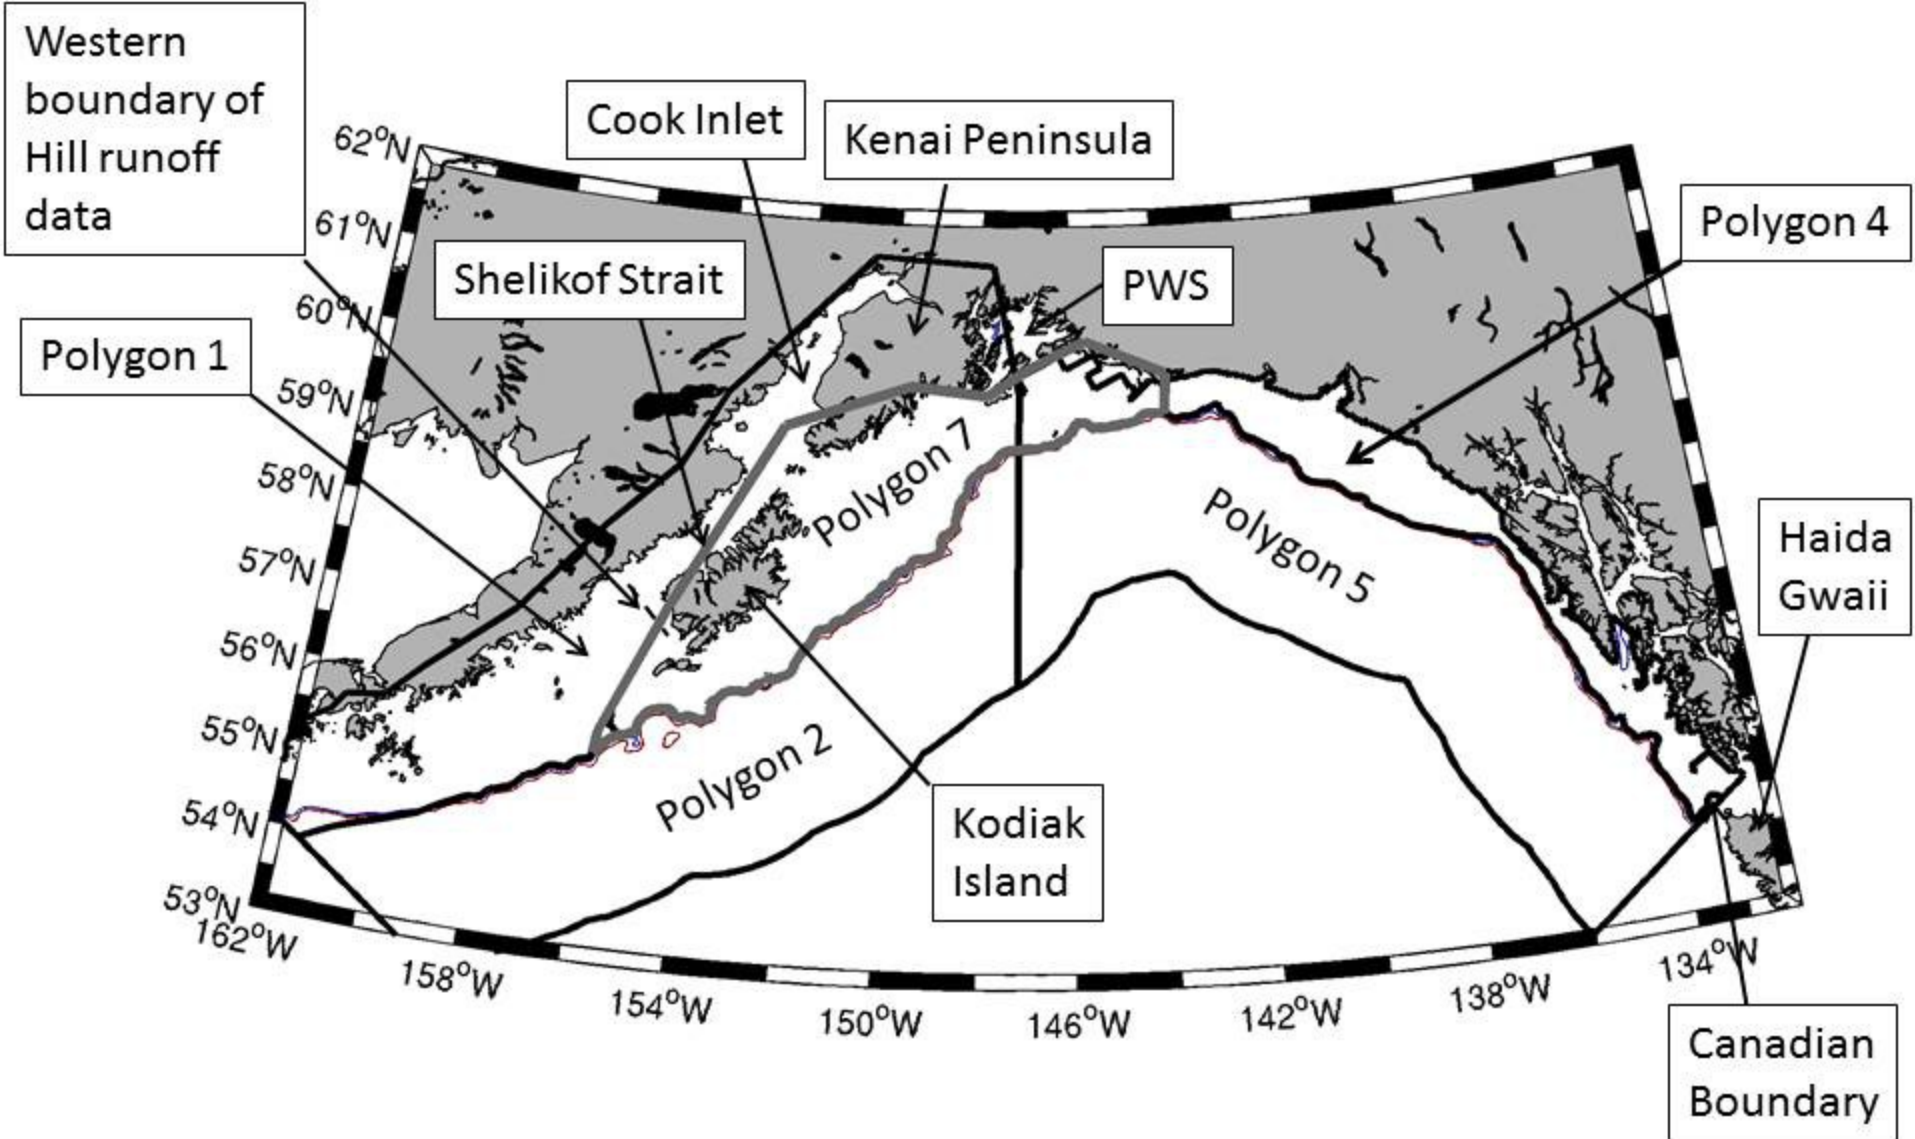 Western
boundary of
Hill runoff
data
Cook Inlet
Kenai Peninsula
Polygon 4
Shelikof Strait
PWS
Polygon 1
62°N
61°N
60°N
59°N
58°N
57°N
56°N
55°N
54°N
53°N
Polygon 7
Polygon 5
Polygon 2
Haida
Gwaii
Kodiak
Island
Canadian
Boundary
162°W
158°W
154°W
150°W
146°W
142°W
138°W
134°W